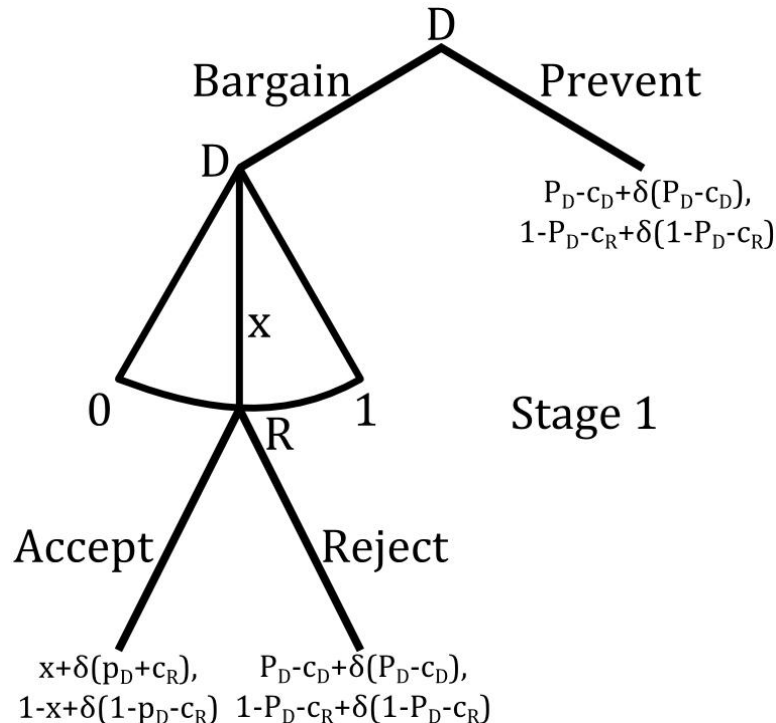 D
Bargain
Prevent
D
P_D-c_D+δ(P_D-c_D),
1-P_D-c_R+δ(1-P_D-c_R)
x
0
1
Stage 1
R
Accept
Reject
x+δ(p_D+c_R),
1-x+δ(1-p_D-c_R)
P_D-c_D+δ(P_D-c_D),
1-P_D-c_R+δ(1-P_D-c_R)